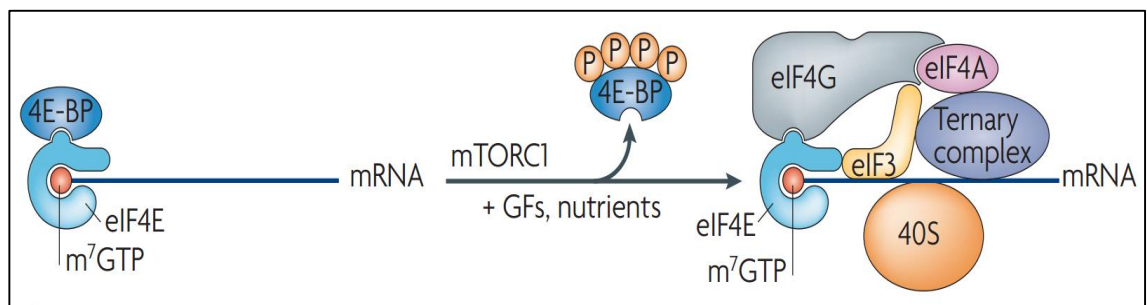 4E-BP
mRNA
eIF4E
m⁷GTP
mTORC1
+ GFs, nutrients
P P P P
4E-BP
eIF4G
eIF4A
Ternary
complex
eIF3
mRNA
eIF4E
40S
m⁷GTP